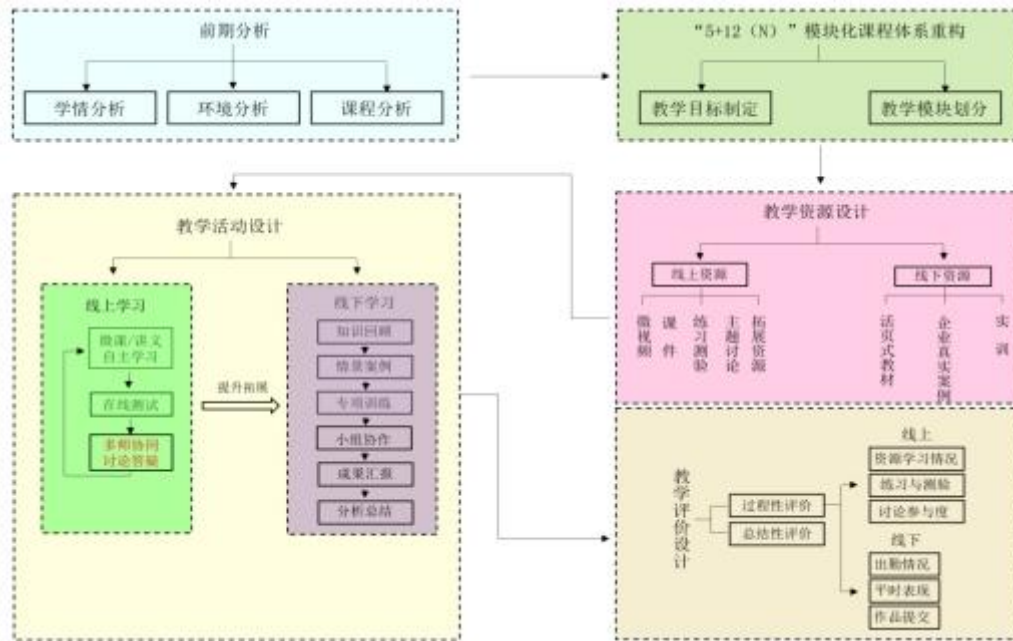 前期分析
学情分析
环境分析
课程分析
“5+12（N）”模块化课程体系重构
教学目标制定
教学模块划分
教学活动设计
线上学习
微课/讲义
自主学习
在线测试
多师协同
讨论答疑
提升拓展
线下学习
知识回顾
情景案例
专项训练
小组协作
成果汇报
分析总结
教学资源设计
线上资源
微视频
课件
练习测验
主题讨论
拓展资源
线下资源
活页式教材
企业真实案例
实训
教学评价设计
过程性评价
总结性评价
线上
资源学习情况
练习与测验
讨论参与度
线下
出勤情况
平时表现
作品提交